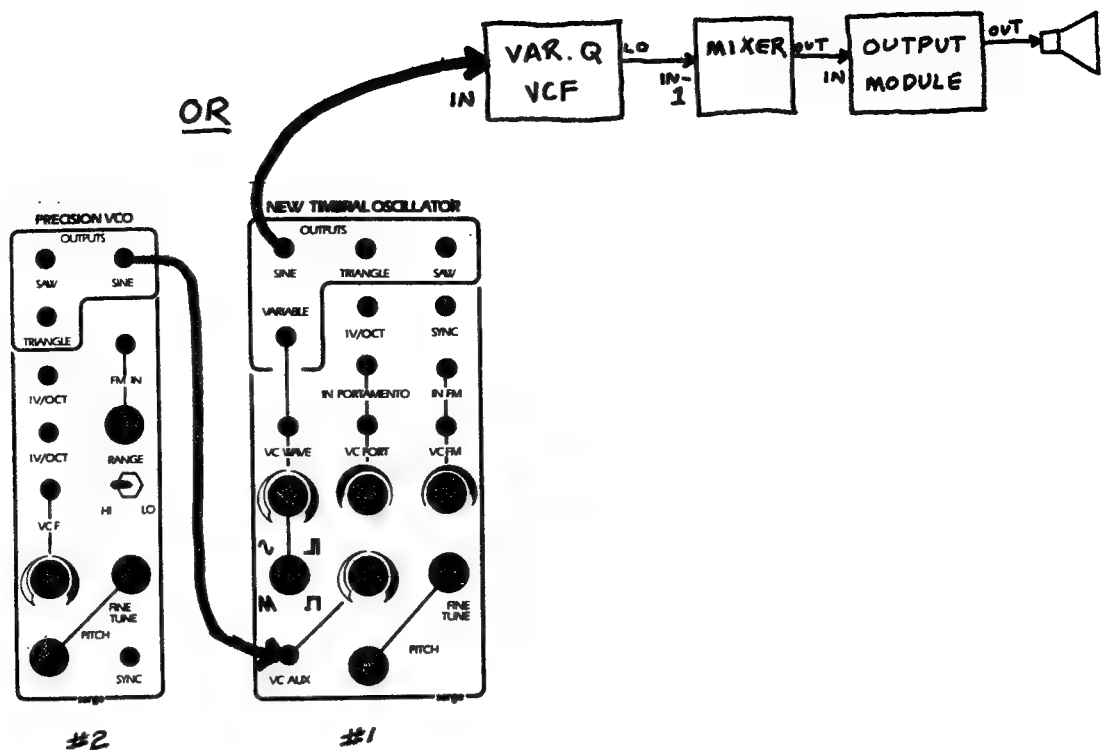 OUT
VAR. Q
VCF
LO
IN
MIXER
OUT
IN-
1
OUTPUT
MODULE
IN
OR
PRECISION VCO
OUTPUTS
SAW
SINE
TRIANGLE
FM IN
1V/OCT
1V/OCT
RANGE
HI
LO
VCF
FINE
TUNE
PITCH
SYNC
serge
#2
NEW TIMBRAL OSCILLATOR
OUTPUTS
SINE
TRIANGLE
SAW
VARIABLE
1V/OCT
SYNC
IN PORTAMENTO
IN FM
VC WAVE
VC PORT
VC FM
FINE
TUNE
PITCH
VC AUX
serge
#1